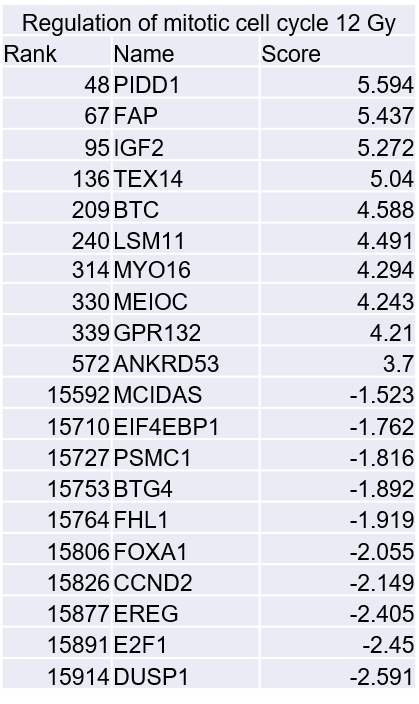 Regulation of mitotic cell cycle 12 Gy
Rank Name Score
48 PIDD1 5.594
67 FAP 5.437
95 IGF2 5.272
136 TEX14 5.04
209 BTC 4.588
240 LSM11 4.491
314 MYO16 4.294
330 MEIOC 4.243
339 GPR132 4.21
572 ANKRD53 3.7
15592 MCIDAS -1.523
15710 EIF4EBP1 -1.762
15727 PSMC1 -1.816
15753 BTG4 -1.892
15764 FHL1 -1.919
15806 FOXA1 -2.055
15826 CCND2 -2.149
15877 EREG -2.405
15891 E2F1 -2.45
15914 DUSP1 -2.591